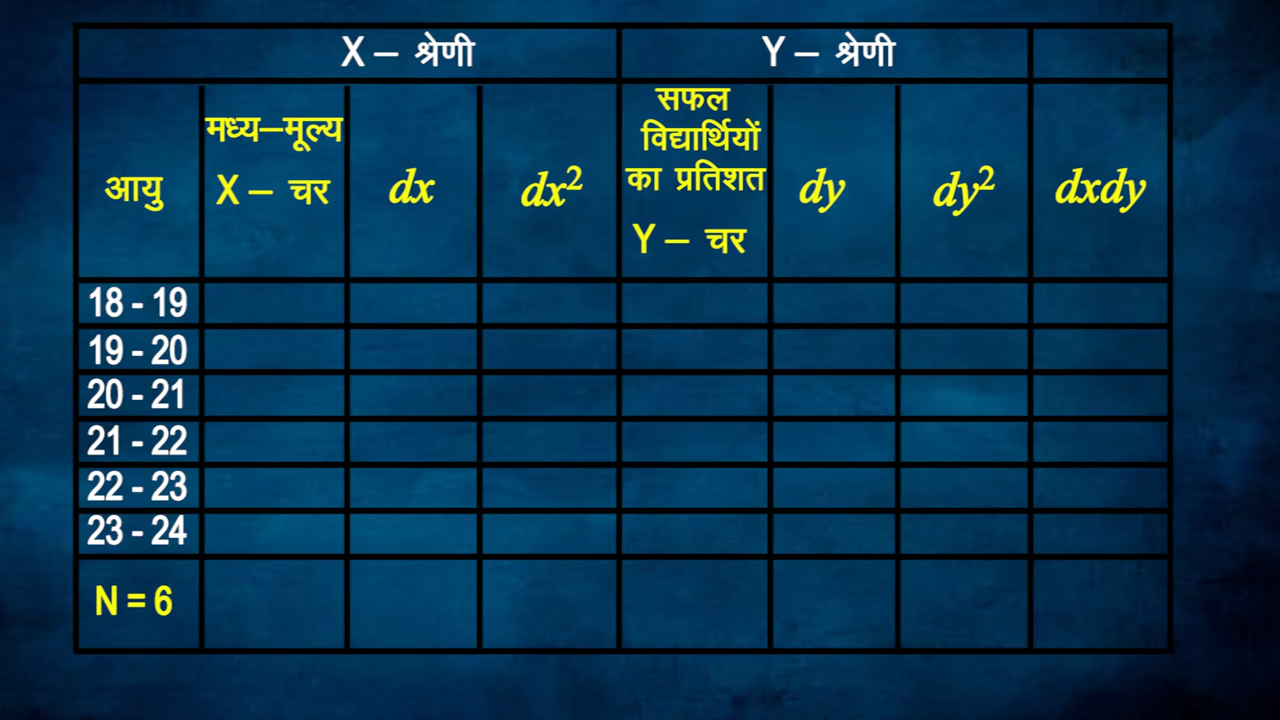 X – श्रेणी Y – श्रेणी
आयु मध्य–मूल्य X – चर dx dx² सफल विद्यार्थियों का प्रतिशत Y – चर dy dy² dxdy
18 - 19
19 - 20
20 - 21
21 - 22
22 - 23
23 - 24
N = 6